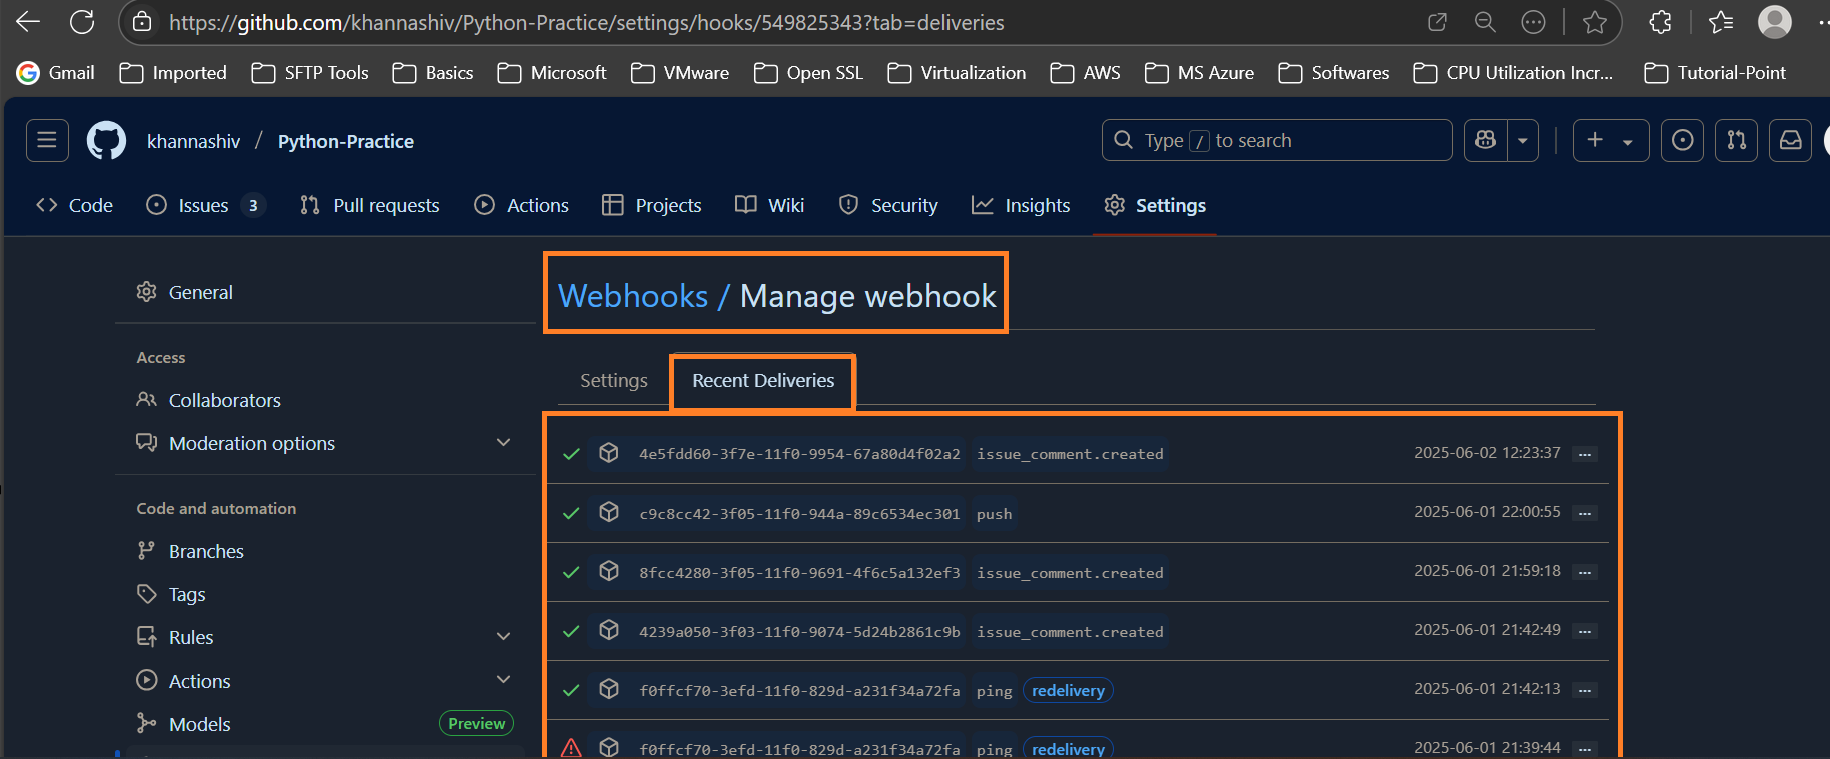 https://github.com/khannashiv/Python-Practice/settings/hooks/549825343?tab=deliveries
Gmail Imported SFTP Tools Basics Microsoft VMware Open SSL Virtualization AWS MS Azure Softwares CPU Utilization Incr... Tutorial-Point
khannashiv / Python-Practice
Type / to search
Code Issues 3 Pull requests Actions Projects Wiki Security Insights Settings
General
Access
Collaborators
Moderation options
Code and automation
Branches
Tags
Rules
Actions
Models Preview
Webhooks / Manage webhook
Settings Recent Deliveries
4e5fdd60-3f7e-11f0-9954-67a80d4f02a2 issue_comment.created 2025-06-02 12:23:37 ...
c9c8cc42-3f05-11f0-944a-89c6534ec301 push 2025-06-01 22:00:55 ...
8fcc4280-3f05-11f0-9691-4f6c5a132ef3 issue_comment.created 2025-06-01 21:59:18 ...
4239a050-3f03-11f0-9074-5d24b2861c9b issue_comment.created 2025-06-01 21:42:49 ...
f0ffcf70-3efd-11f0-829d-a231f34a72fa ping redelivery 2025-06-01 21:42:13 ...
f0ffcf70-3efd-11f0-829d-a231f34a72fa ping redelivery 2025-06-01 21:39:44 ...